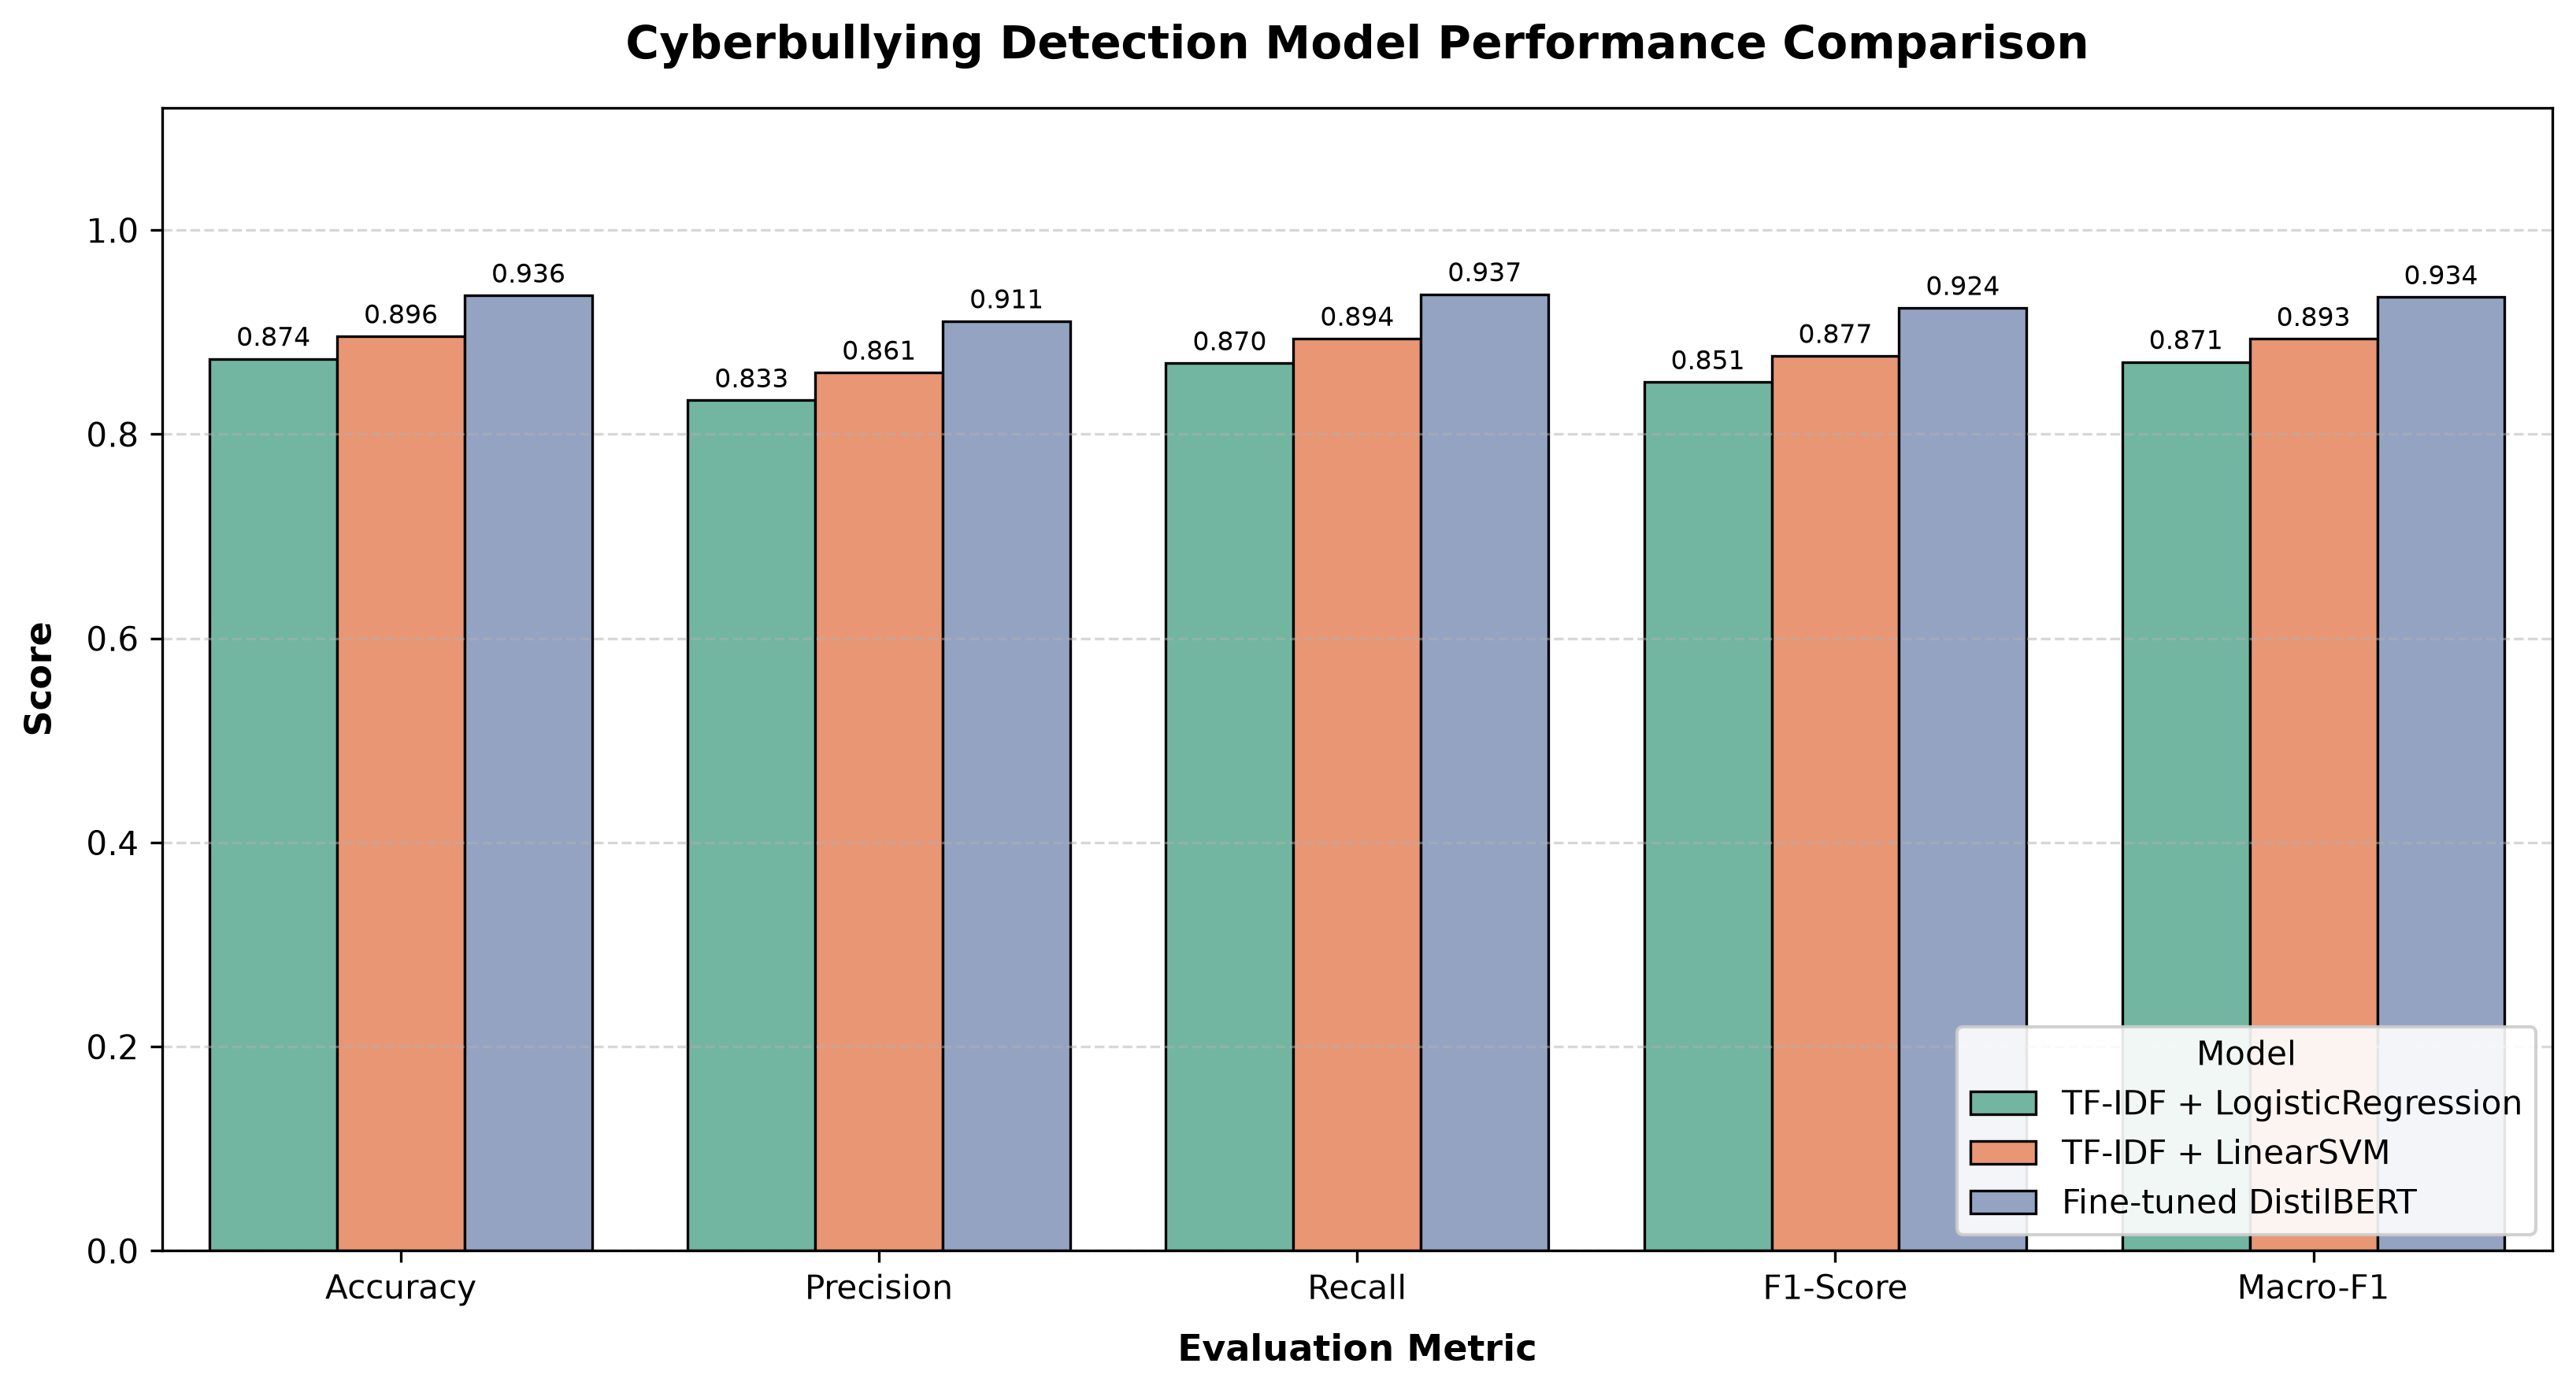 Cyberbullying Detection Model Performance Comparison
Score
1.0
0.8
0.6
0.4
0.2
0.0
0.874
0.896
0.936
0.833
0.861
0.911
0.870
0.894
0.937
0.851
0.877
0.924
0.871
0.893
0.934
Model
TF-IDF + LogisticRegression
TF-IDF + LinearSVM
Fine-tuned DistilBERT
Accuracy
Precision
Recall
F1-Score
Macro-F1
Evaluation Metric